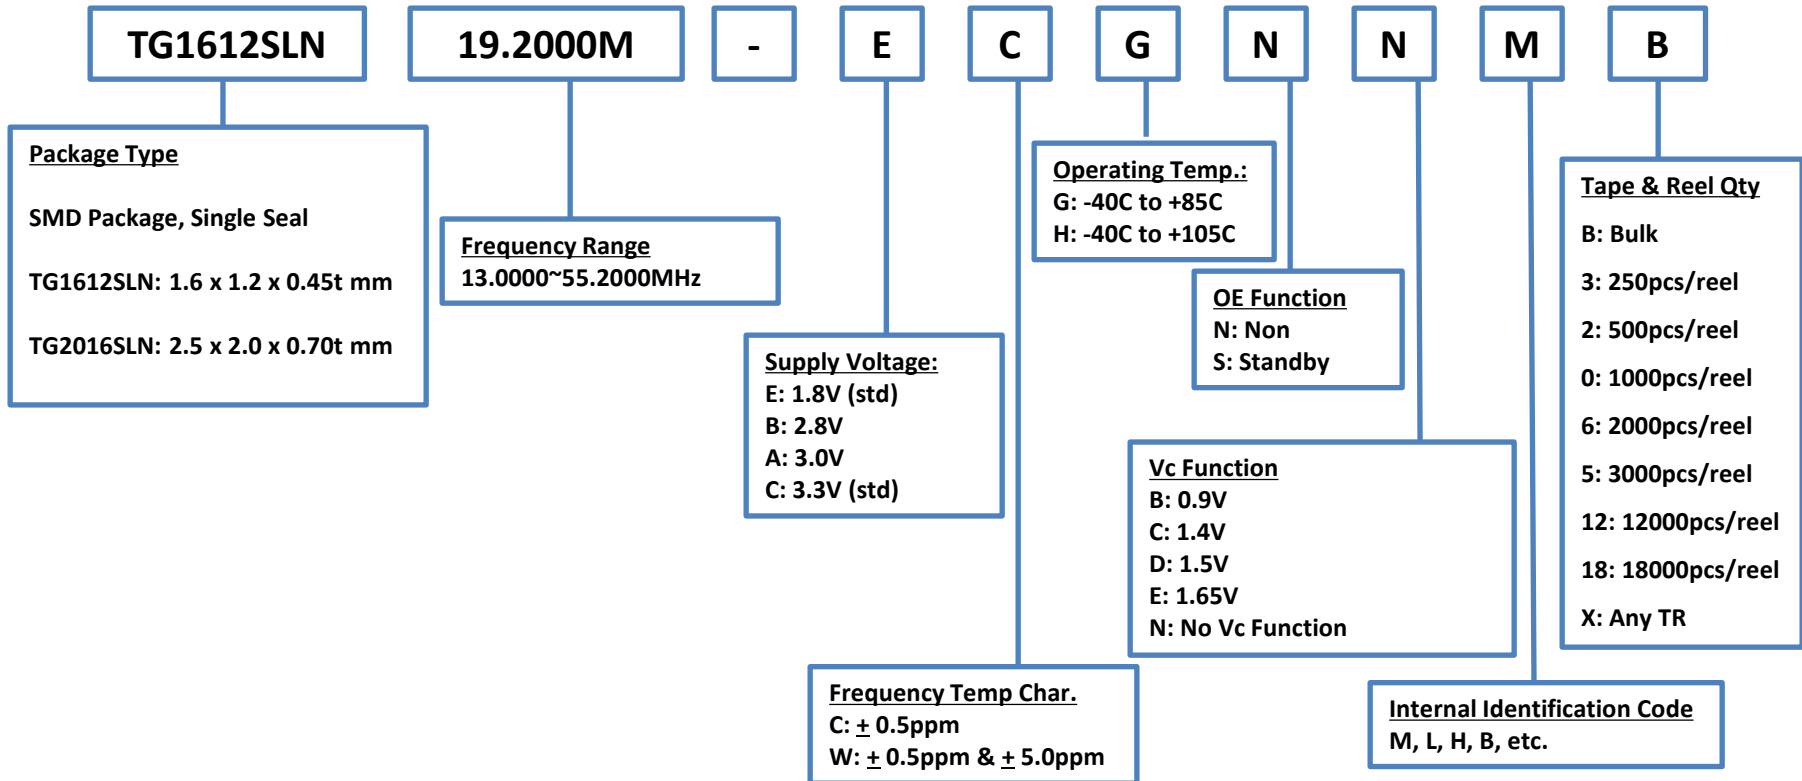 TG1612SLN 19.2000M - E C G N N M B
Package Type
SMD Package, Single Seal
TG1612SLN: 1.6 x 1.2 x 0.45t mm
TG2016SLN: 2.5 x 2.0 x 0.70t mm
Frequency Range
13.0000~55.2000MHz
Supply Voltage:
E: 1.8V (std)
B: 2.8V
A: 3.0V
C: 3.3V (std)
Frequency Temp Char.
C: ± 0.5ppm
W: ± 0.5ppm & ± 5.0ppm
Operating Temp.:
G: -40C to +85C
H: -40C to +105C
OE Function
N: Non
S: Standby
Vc Function
B: 0.9V
C: 1.4V
D: 1.5V
E: 1.65V
N: No Vc Function
Internal Identification Code
M, L, H, B, etc.
Tape & Reel Qty
B: Bulk
3: 250pcs/reel
2: 500pcs/reel
0: 1000pcs/reel
6: 2000pcs/reel
5: 3000pcs/reel
12: 12000pcs/reel
18: 18000pcs/reel
X: Any TR